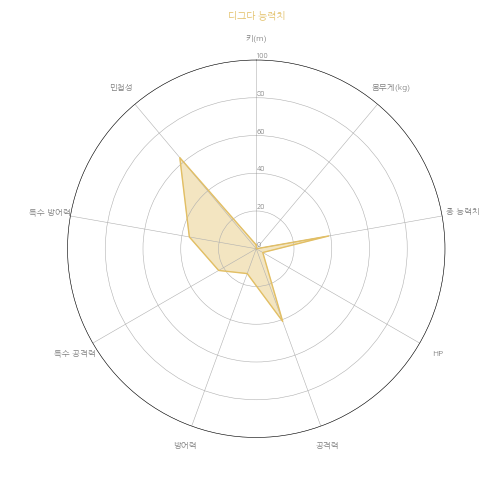 디그다 능력치
키(m)
100
민첩성
몸무게(kg)
80
60
40
특수 방어력
총 능력치
20
0
특수 공격력
HP
방어력
공격력